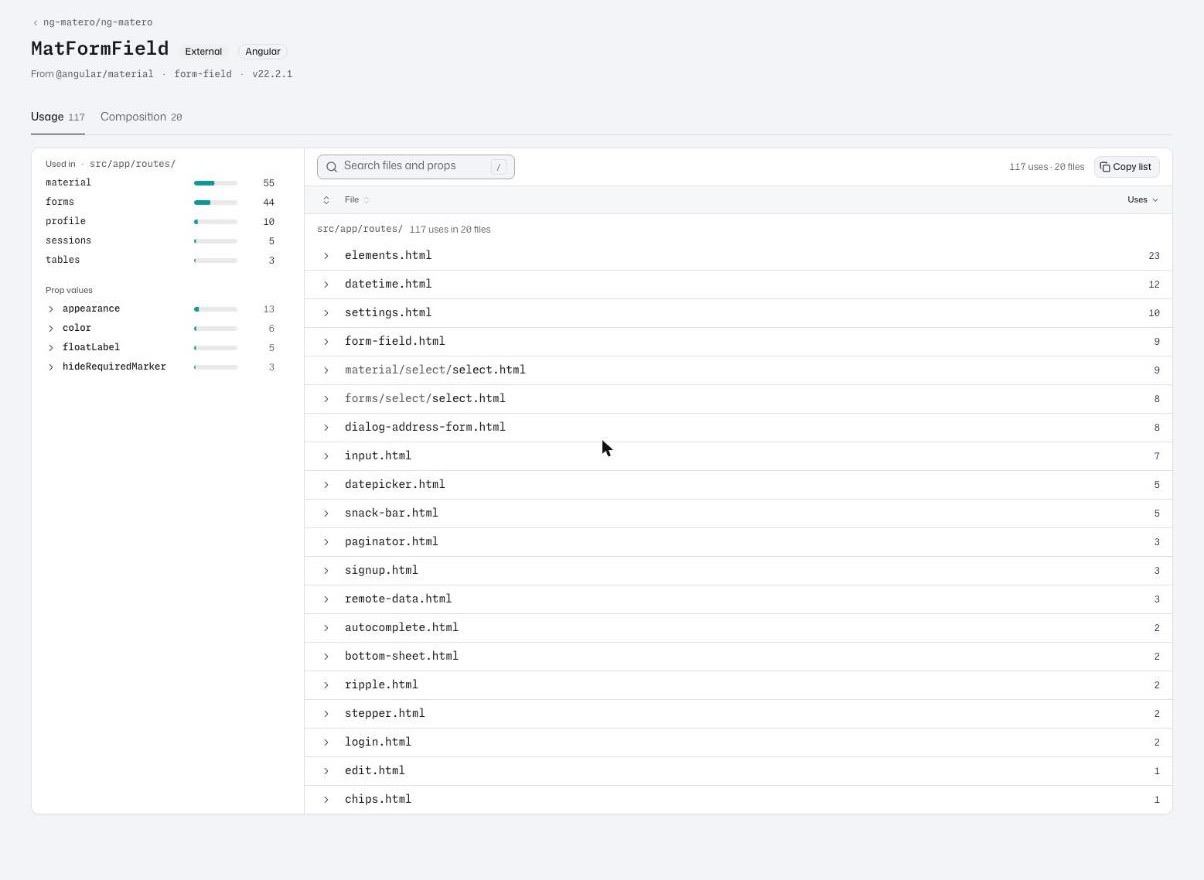 ‹ ng-matero/ng-matero
MatFormField External Angular
From @angular/material · form-field · v22.2.1
Usage 117 Composition 20
Used in · src/app/routes/
material 55
forms 44
profile 10
sessions 5
tables 3
Prop values
appearance 13
color 6
floatLabel 5
hideRequiredMarker 3
Search files and props / 117 uses · 20 files Copy list
File Uses
src/app/routes/ 117 uses in 20 files
elements.html 23
datetime.html 12
settings.html 10
form-field.html 9
material/select/select.html 9
forms/select/select.html 8
dialog-address-form.html 8
input.html 7
datepicker.html 5
snack-bar.html 5
paginator.html 3
signup.html 3
remote-data.html 3
autocomplete.html 2
bottom-sheet.html 2
ripple.html 2
stepper.html 2
login.html 2
edit.html 1
chips.html 1